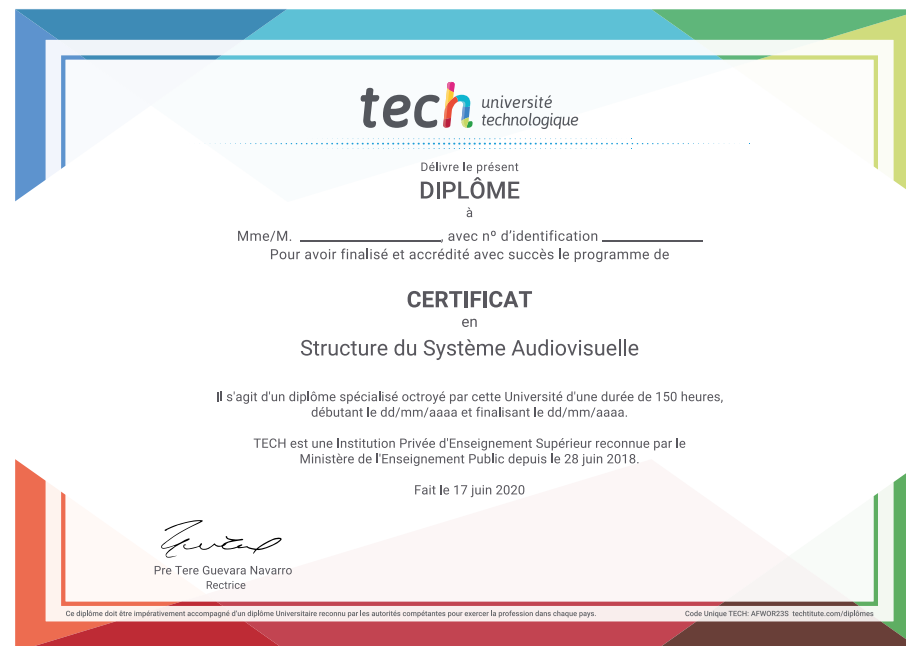 tech université
technologique
Délivre le présent
DIPLÔME
à
Mme/M. ____________________, avec nº d'identification ______________
Pour avoir finalisé et accrédité avec succès le programme de
CERTIFICAT
en
Structure du Système Audiovisuelle
Il s'agit d'un diplôme spécialisé octroyé par cette Université d'une durée de 150 heures,
débutant le dd/mm/aaaa et finalisant le dd/mm/aaaa.
TECH est une Institution Privée d'Enseignement Supérieur reconnue par le
Ministère de l'Enseignement Public depuis le 28 juin 2018.
Fait le 17 juin 2020
Pre Tere Guevara Navarro
Rectrice
Ce diplôme doit être impérativement accompagné d'un diplôme Universitaire reconnu par les autorités compétantes pour exercer la profession dans chaque pays.
Code Unique TECH: AFWOR23S techtitute.com/diplômes